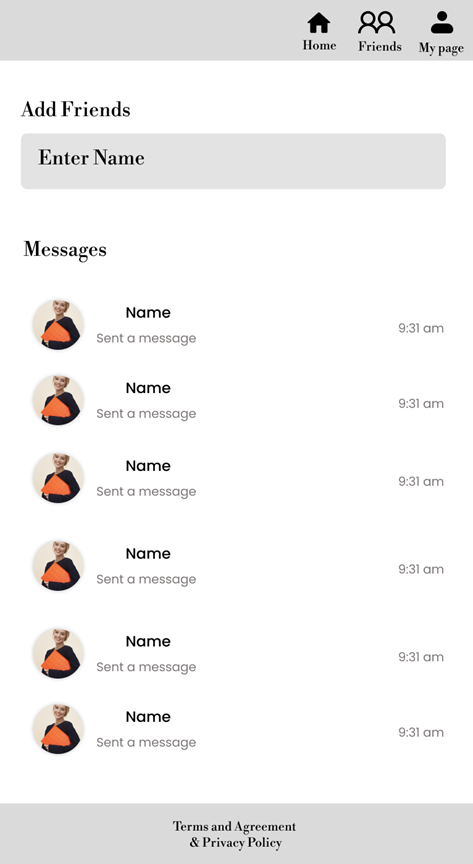 Home Friends My page
Add Friends
Enter Name
Messages
Name
Sent a message
9:31 am
Name
Sent a message
9:31 am
Name
Sent a message
9:31 am
Name
Sent a message
9:31 am
Name
Sent a message
9:31 am
Name
Sent a message
9:31 am
Terms and Agreement
& Privacy Policy